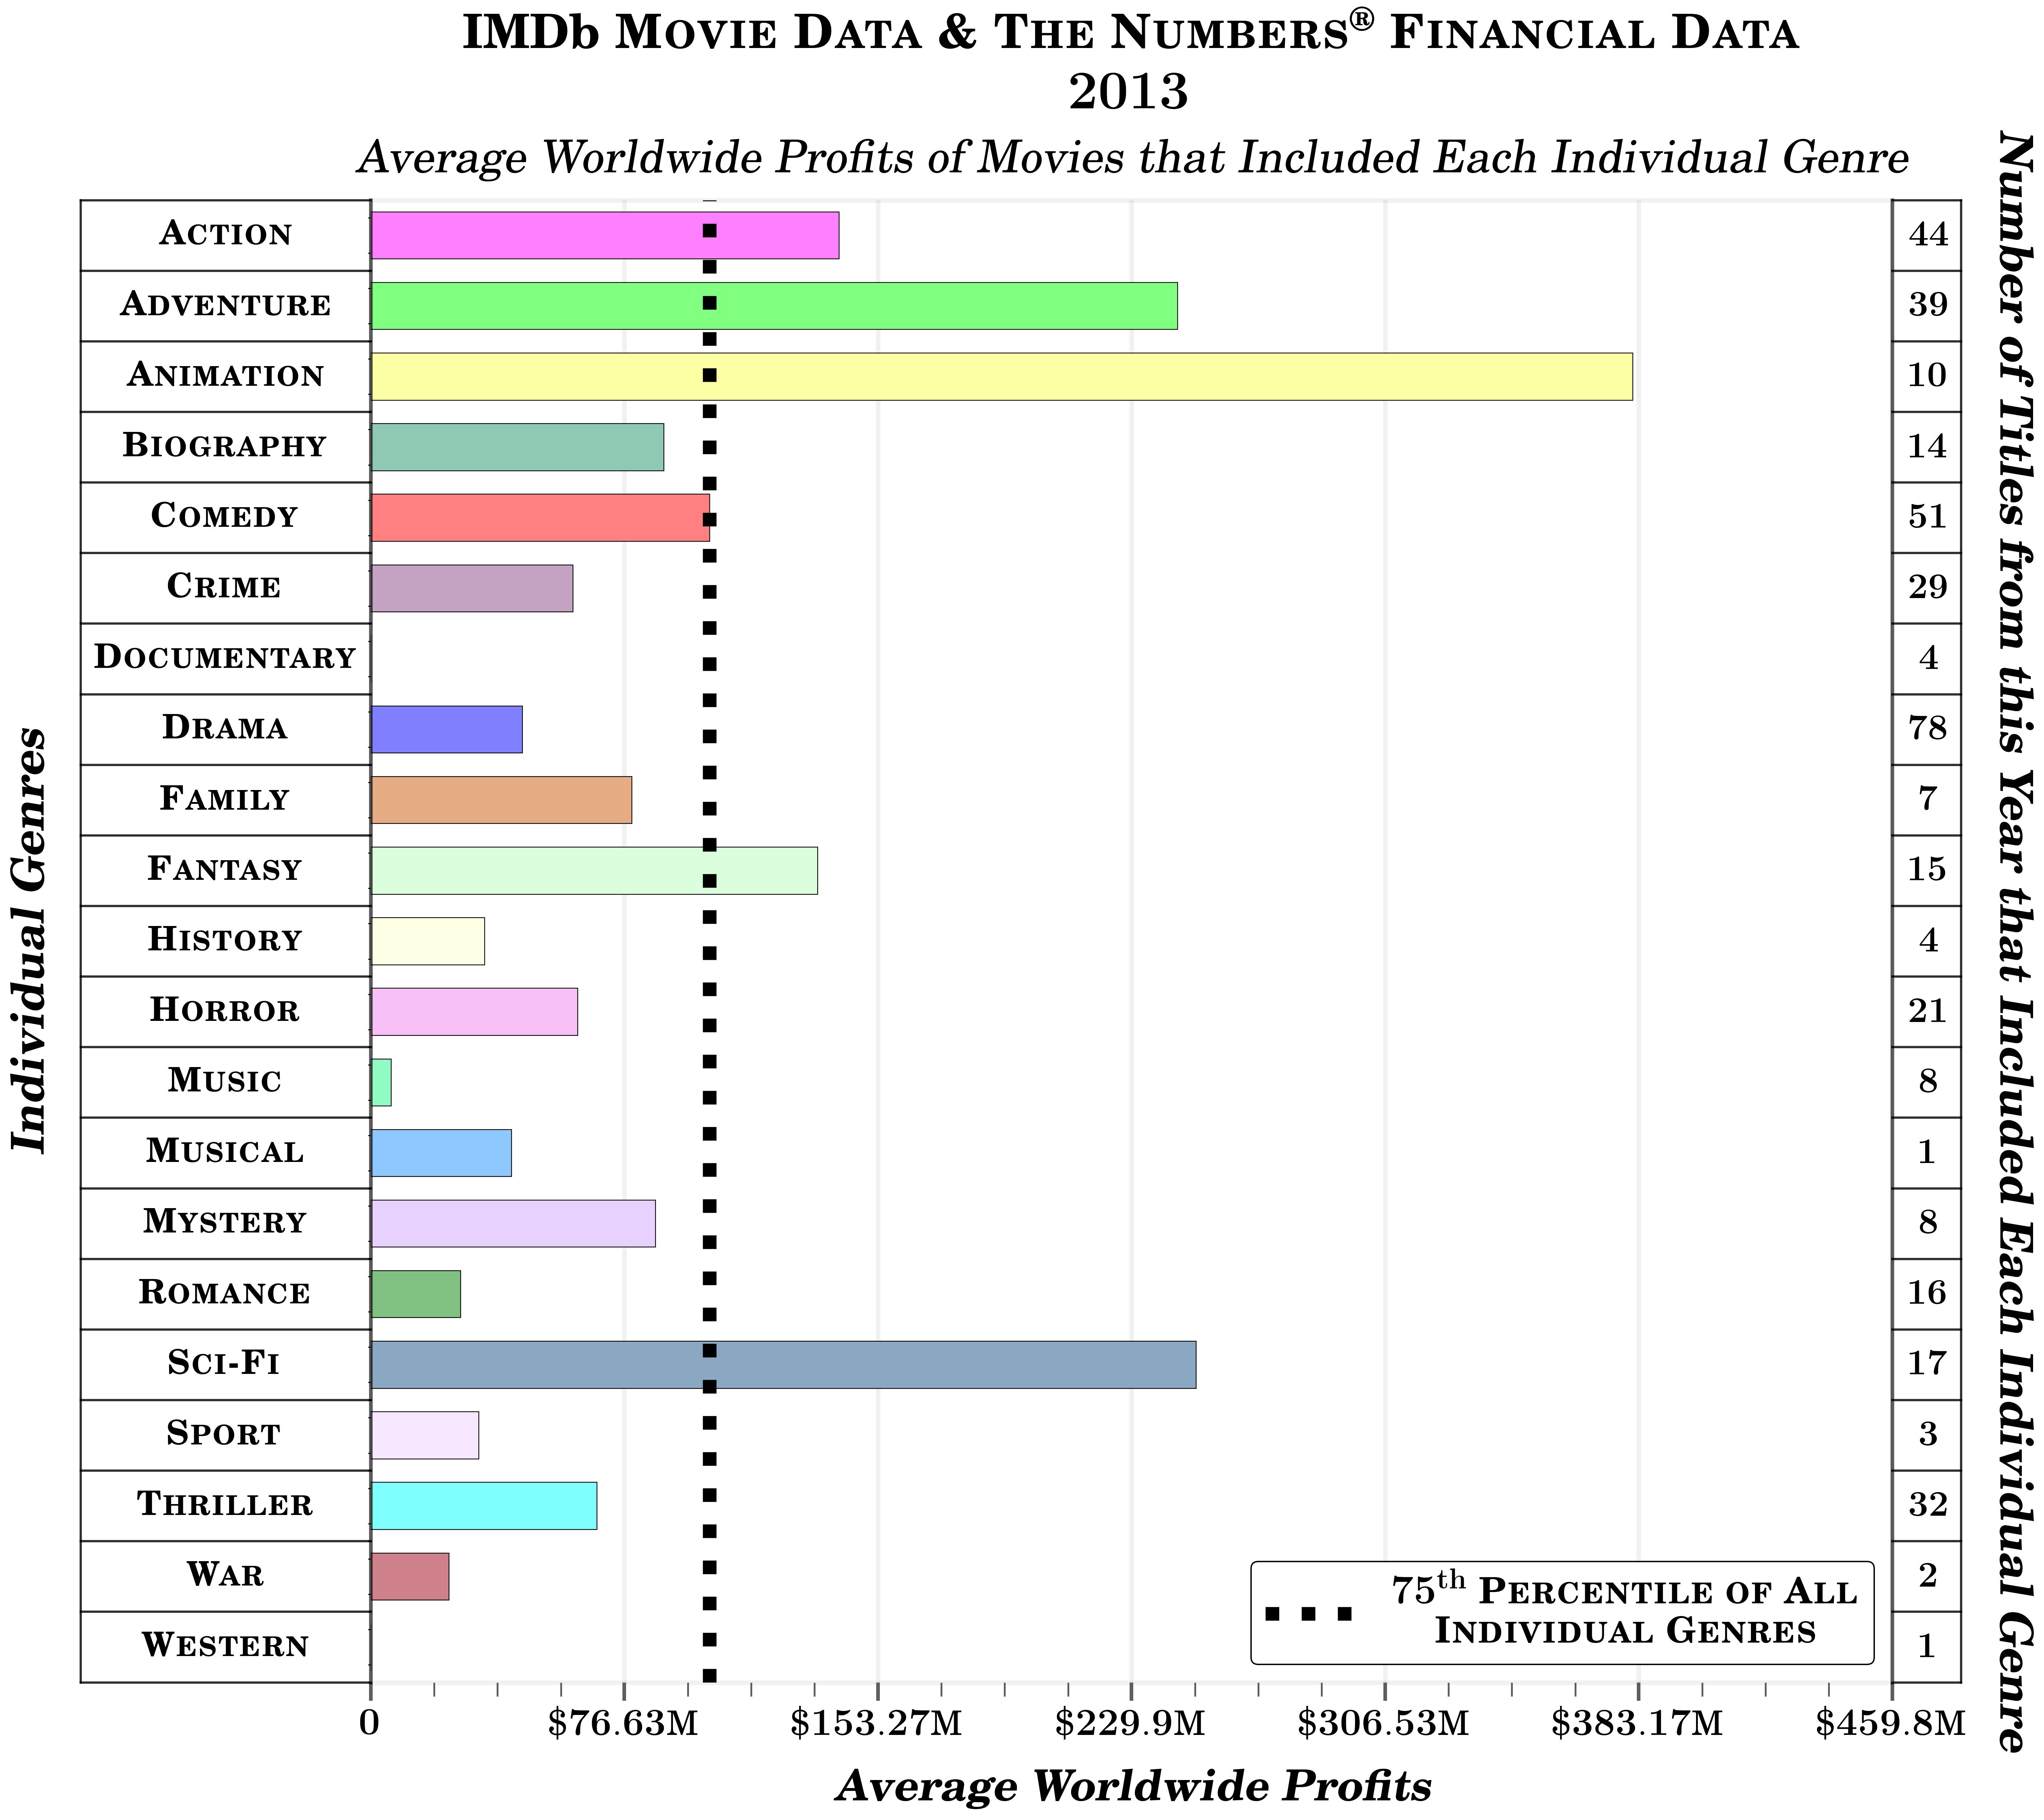 IMDb Movie Data & The Numbers® Financial Data
2013
Average Worldwide Profits of Movies that Included Each Individual Genre
Individual Genres
Action 44
Adventure 39
Animation 10
Biography 14
Comedy 51
Crime 29
Documentary 4
Drama 78
Family 7
Fantasy 15
History 4
Horror 21
Music 8
Musical 1
Mystery 8
Romance 16
Sci-Fi 17
Sport 3
Thriller 32
War 2
Western 1
75th Percentile of All
Individual Genres
0 $76.63M $153.27M $229.9M $306.53M $383.17M $459.8M
Average Worldwide Profits
Number of Titles from this Year that Included Each Individual Genre